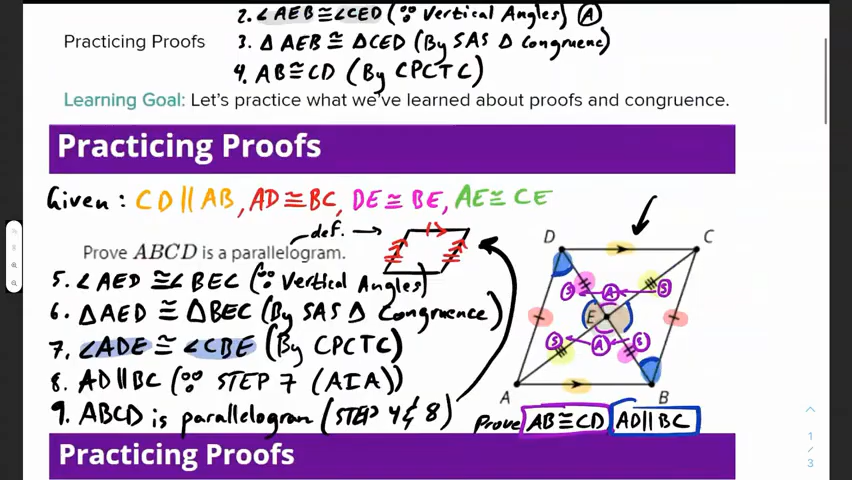 2. ∠AEB ≅ ∠CED (∵ Vertical Angles) Ⓐ
Practicing Proofs
3. Δ AEB ≅ ΔCED (By SAS Δ Congruence)
4. AB≅CD (By CPCTC)
Learning Goal: Let's practice what we've learned about proofs and congruence.
Practicing Proofs
Given: CD || AB, AD ≅ BC, DE ≅ BE, AE ≅ CE
def.
Prove ABCD is a parallelogram.
5. ∠AED ≅∠ BEC (∵ Vertical Angles)
6. ΔAED ≅ ΔBEC (By SAS Δ Congruence)
7. ∠ADE ≅ ∠CBE (By CPCTC)
8. AD||BC (∵ STEP 7 (AIA))
9. ABCD is parallelogram (STEP 4 & 8)
D
C
S
A
S
E
S
A
S
A
B
Prove AB≅CD AD||BC
Practicing Proofs
1
/
3